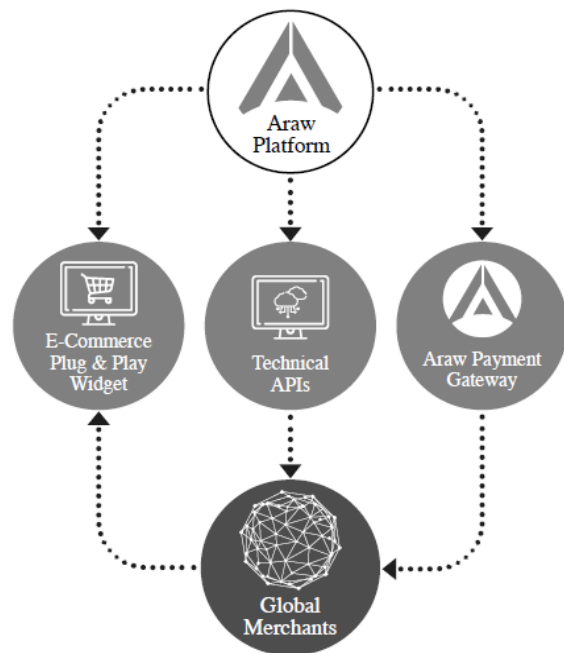 Araw
Platform
E-Commerce
Plug & Play
Widget
Technical
APIs
Araw Payment
Gateway
Global
Merchants